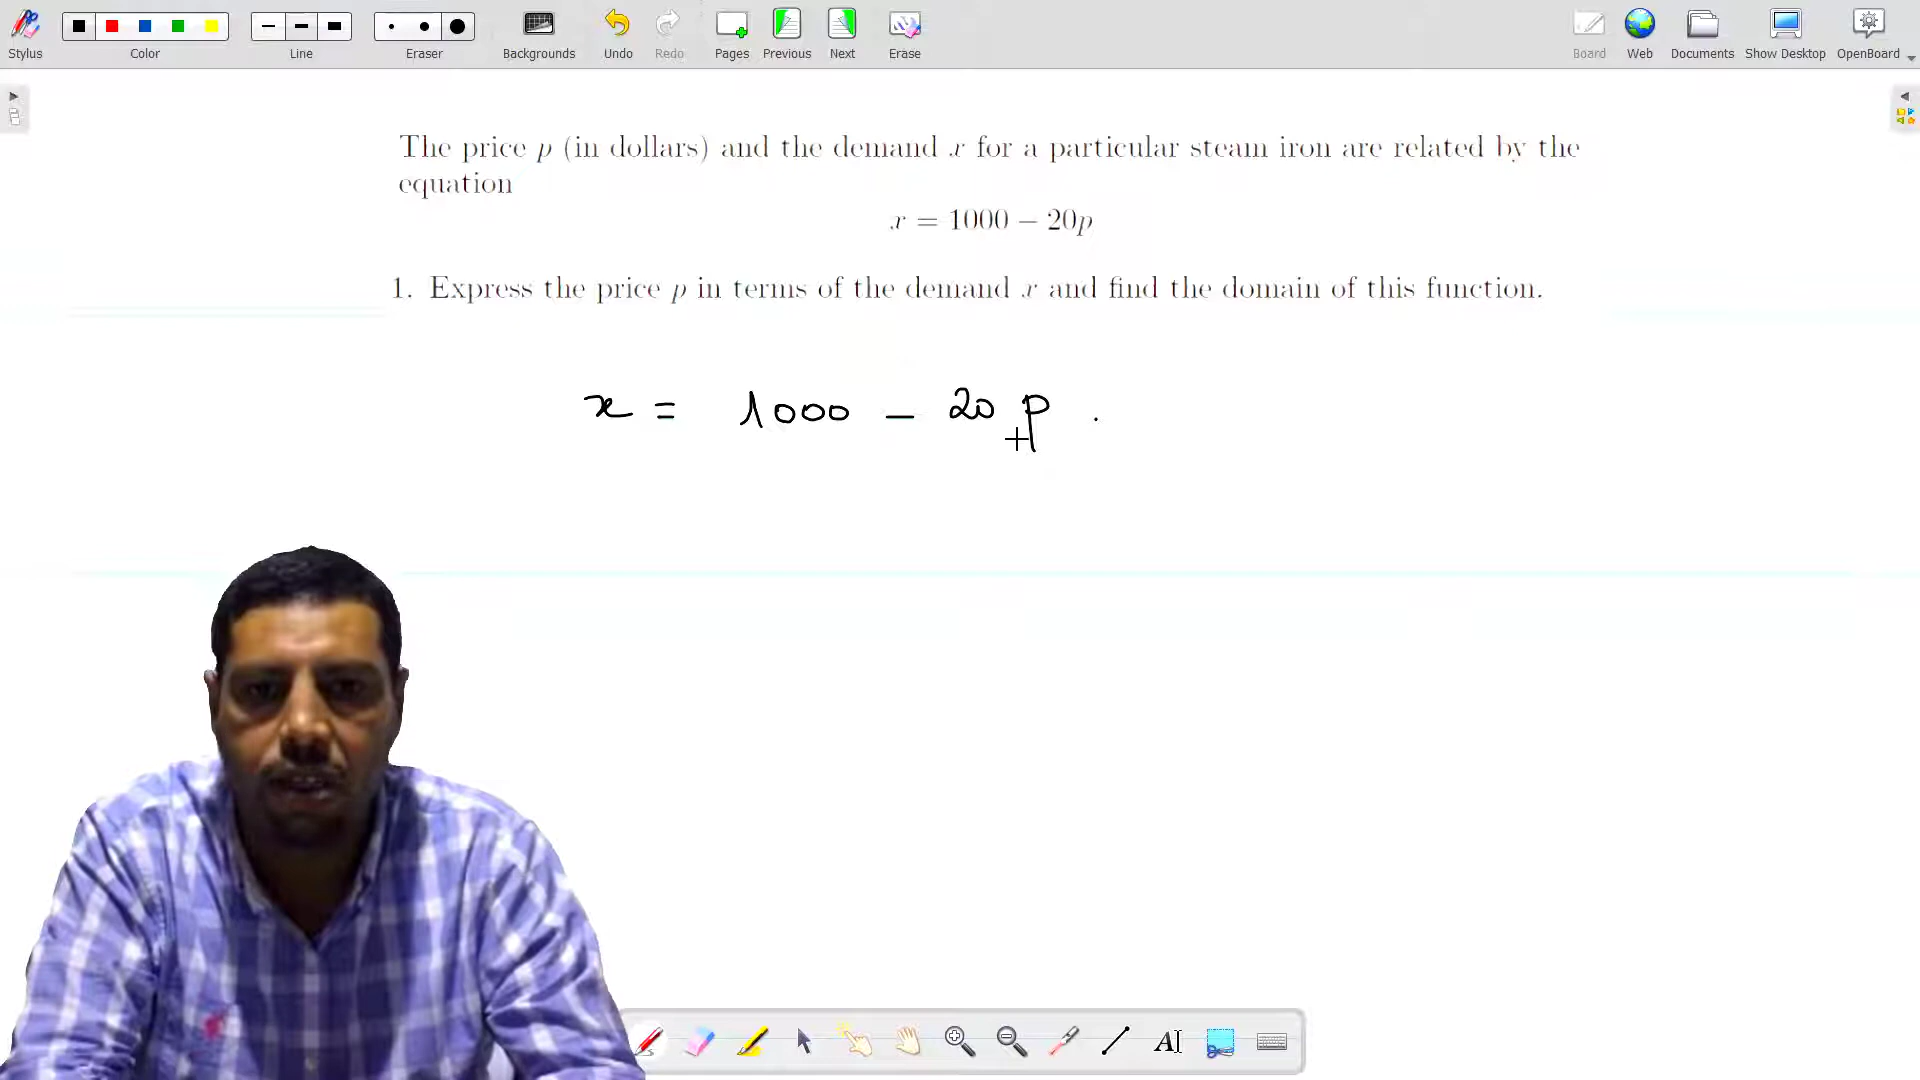 Stylus Color Line Eraser Backgrounds Undo Redo Pages Previous Next Erase Board Web Documents Show Desktop OpenBoard
The price p (in dollars) and the demand x for a particular steam iron are related by the
equation
x = 1000 − 20p
1. Express the price p in terms of the demand x and find the domain of this function.
x = 1000 − 20 p .